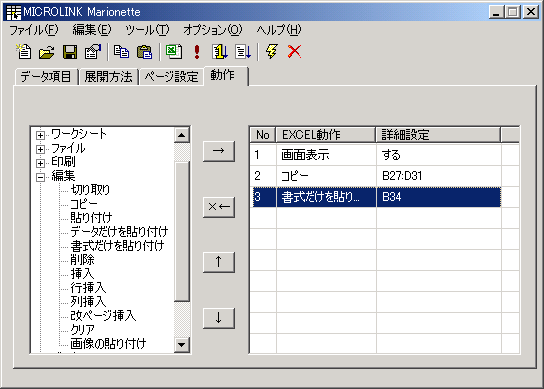 MICROLINK Marionette
ファイル(F) 編集(E) ツール(T) オプション(O) ヘルプ(H)
データ項目 展開方法 ページ設定 動作
ワークシート
ファイル
印刷
編集
切り取り
コピー
貼り付け
データだけを貼り付け
書式だけを貼り付け
削除
挿入
行挿入
列挿入
改ページ挿入
クリア
画像の貼り付け
→
×←
↑
↓
No EXCEL動作 詳細設定
1 画面表示 する
2 コピー B27:D31
3 書式だけを貼り... B34